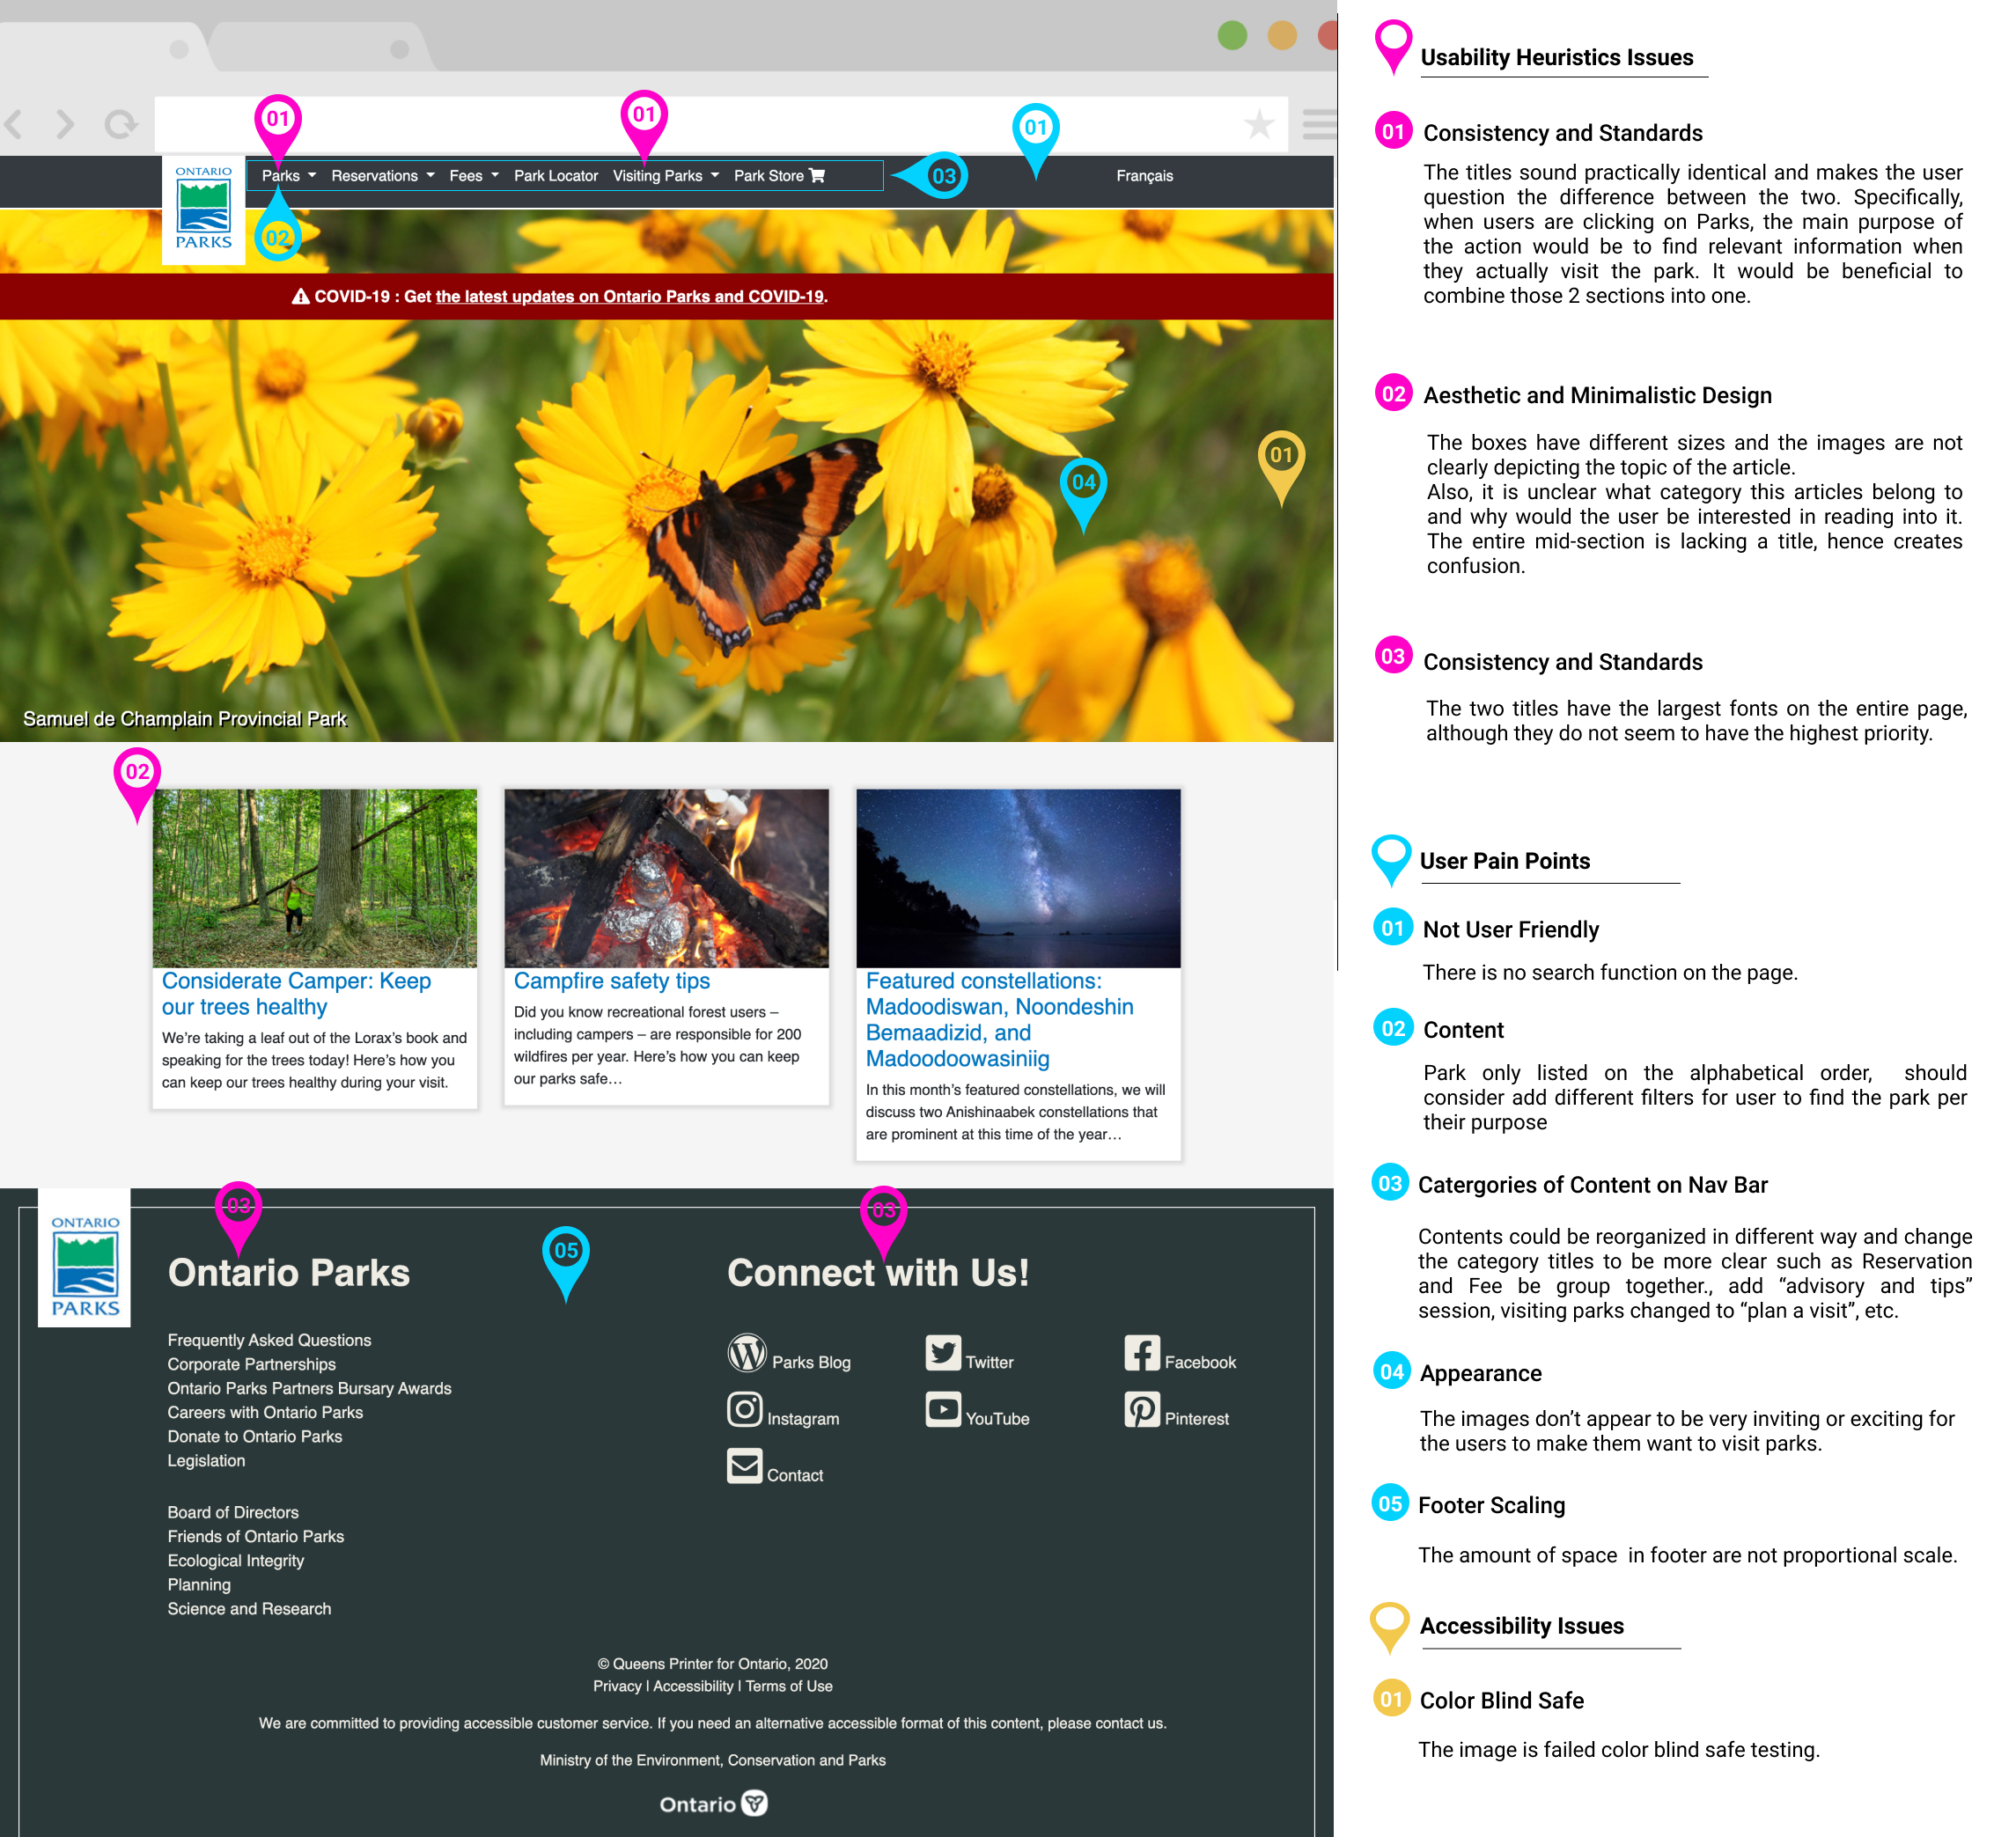 01
01
01
ONTARIO
PARKS
Parks
Reservations
Fees
Park Locator
Visiting Parks
Park Store
03
Français
02
COVID-19 : Get the latest updates on Ontario Parks and COVID-19.
01
04
Samuel de Champlain Provincial Park
02
Considerate Camper: Keep
our trees healthy
We're taking a leaf out of the Lorax's book and
speaking for the trees today! Here's how you
can keep our trees healthy during your visit.
Campfire safety tips
Did you know recreational forest users –
including campers – are responsible for 200
wildfires per year. Here's how you can keep
our parks safe…
Featured constellations:
Madoodiswan, Noondeshin
Bemaadizid, and
Madoodoowasiniig
In this month's featured constellations, we will
discuss two Anishinaabek constellations that
are prominent at this time of the year…
03
03
05
ONTARIO
PARKS
Ontario Parks
Frequently Asked Questions
Corporate Partnerships
Ontario Parks Partners Bursary Awards
Careers with Ontario Parks
Donate to Ontario Parks
Legislation
Board of Directors
Friends of Ontario Parks
Ecological Integrity
Planning
Science and Research
Connect with Us!
Parks Blog
Twitter
Facebook
Instagram
YouTube
Pinterest
Contact
© Queens Printer for Ontario, 2020
Privacy | Accessibility | Terms of Use
We are committed to providing accessible customer service. If you need an alternative accessible format of this content, please contact us.
Ministry of the Environment, Conservation and Parks
Ontario
Usability Heuristics Issues
01 Consistency and Standards
The titles sound practically identical and makes the user
question the difference between the two. Specifically,
when users are clicking on Parks, the main purpose of
the action would be to find relevant information when
they actually visit the park. It would be beneficial to
combine those 2 sections into one.
02 Aesthetic and Minimalistic Design
The boxes have different sizes and the images are not
clearly depicting the topic of the article.
Also, it is unclear what category this articles belong to
and why would the user be interested in reading into it.
The entire mid-section is lacking a title, hence creates
confusion.
03 Consistency and Standards
The two titles have the largest fonts on the entire page,
although they do not seem to have the highest priority.
User Pain Points
01 Not User Friendly
There is no search function on the page.
02 Content
Park only listed on the alphabetical order, should
consider add different filters for user to find the park per
their purpose
03 Catergories of Content on Nav Bar
Contents could be reorganized in different way and change
the category titles to be more clear such as Reservation
and Fee be group together., add “advisory and tips”
session, visiting parks changed to “plan a visit”, etc.
04 Appearance
The images don't appear to be very inviting or exciting for
the users to make them want to visit parks.
05 Footer Scaling
The amount of space in footer are not proportional scale.
Accessibility Issues
01 Color Blind Safe
The image is failed color blind safe testing.